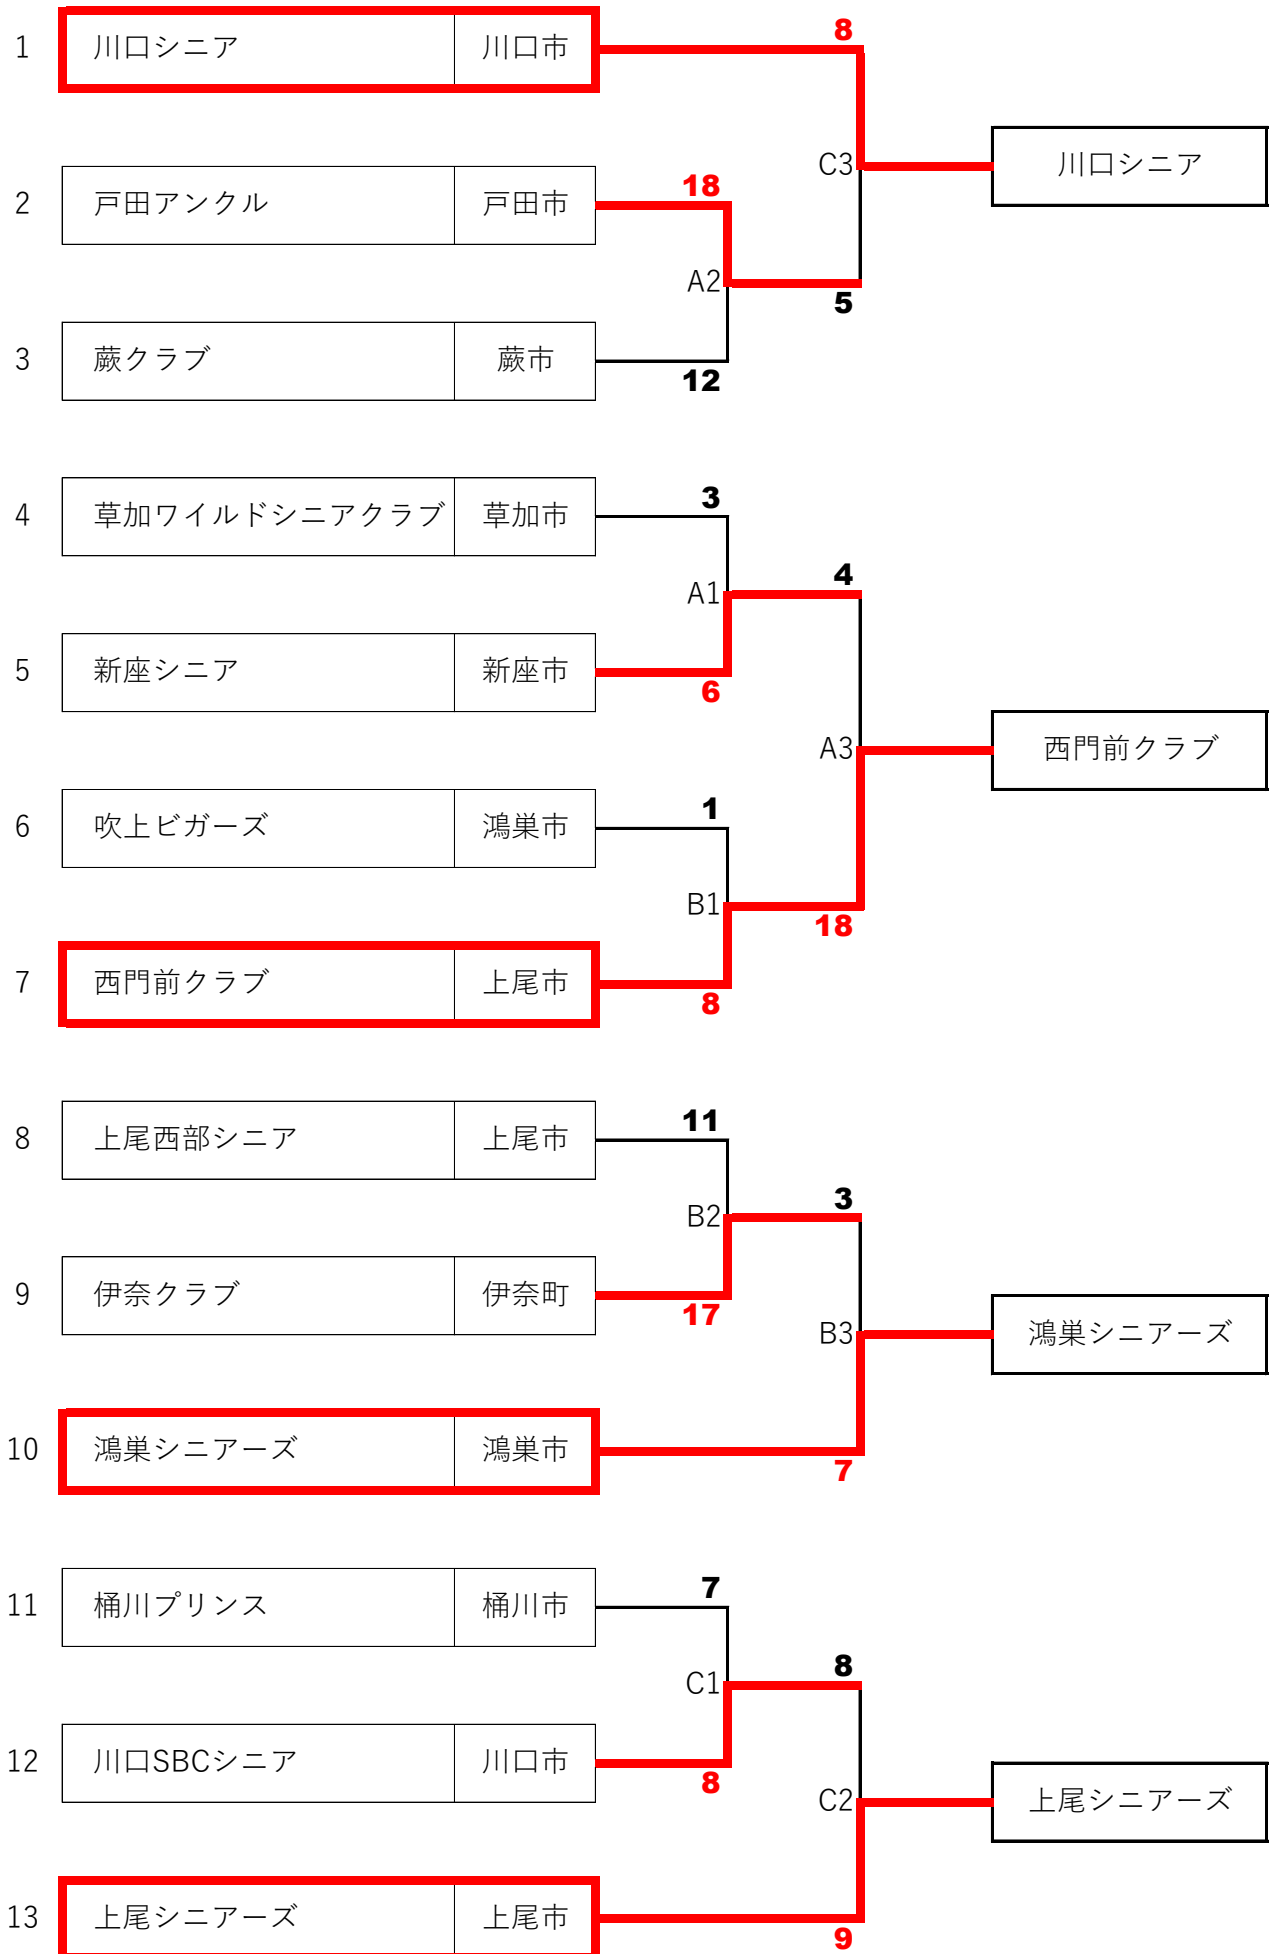 1 川口シニア 川口市 8
C3 川口シニア
2 戸田アンクル 戸田市 18
A2 5
3 蕨クラブ 蕨市 12
4 草加ワイルドシニアクラブ 草加市 3
A1 4
5 新座シニア 新座市 6
A3 西門前クラブ
6 吹上ビガーズ 鴻巣市 1
B1 18
7 西門前クラブ 上尾市 8
8 上尾西部シニア 上尾市 11
B2 3
9 伊奈クラブ 伊奈町 17
B3 鴻巣シニアーズ
10 鴻巣シニアーズ 鴻巣市 7
11 桶川プリンス 桶川市 7
C1 8
12 川口SBCシニア 川口市 8
C2 上尾シニアーズ
13 上尾シニアーズ 上尾市 9